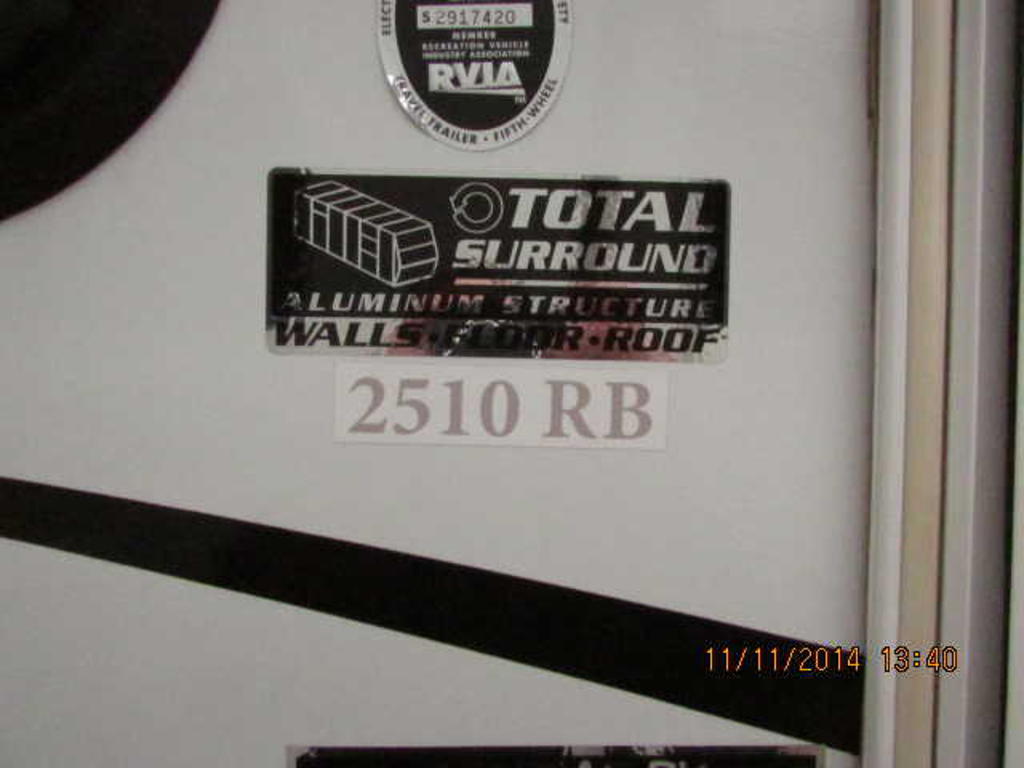 S 2917420
MEMBER
RECREATION VEHICLE
INDUSTRY ASSOCIATION
RVIA
TRAVEL TRAILER · FIFTH-WHEEL
TOTAL
SURROUND
ALUMINUM STRUCTURE
WALLS·FLOOR·ROOF
2510 RB
11/11/2014 13:40